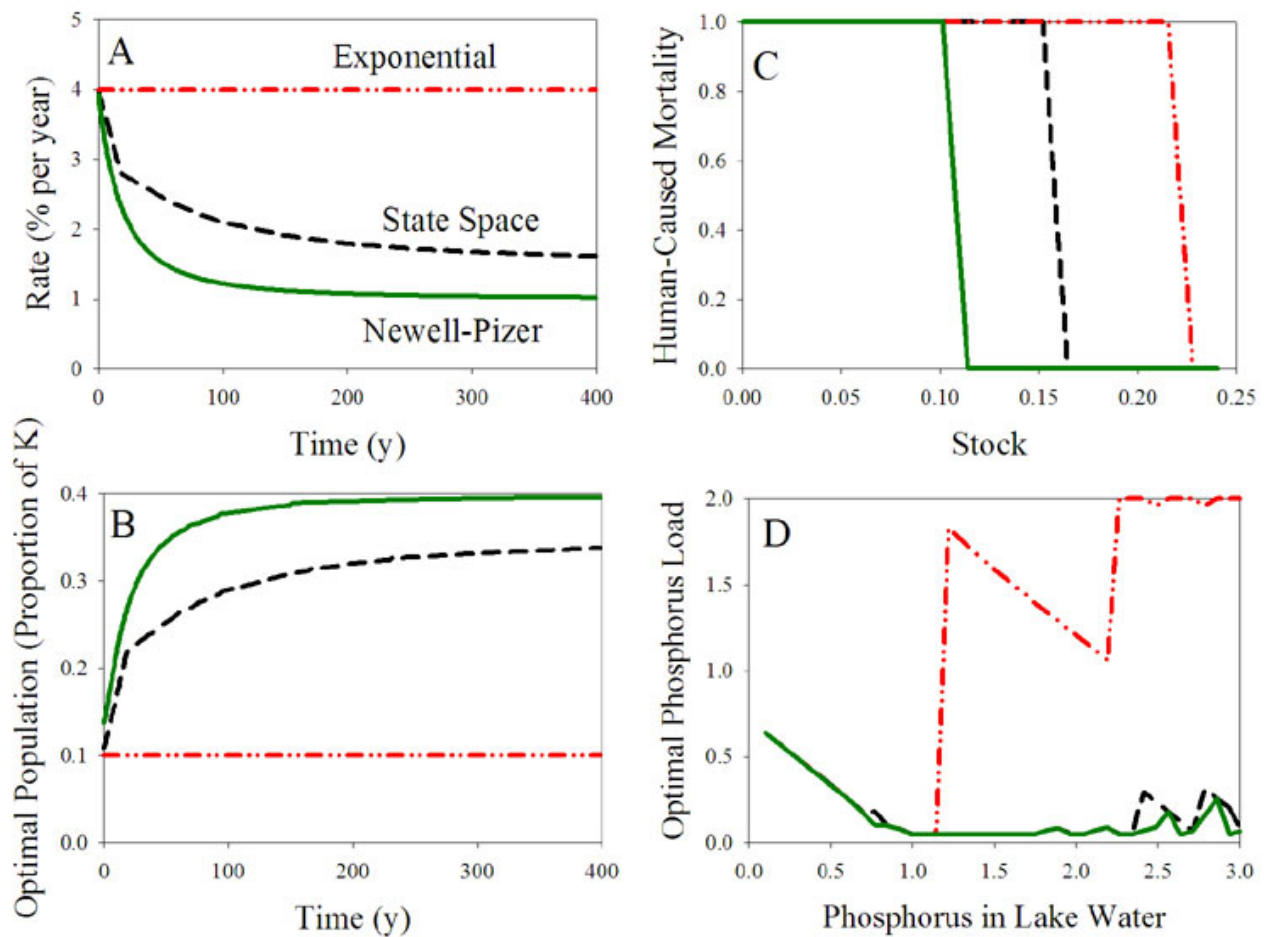 A
Exponential
State Space
Newell-Pizer
Rate (% per year)
5
4
3
2
1
0
0 100 200 300 400
Time (y)
C
Human-Caused Mortality
1.0
0.8
0.6
0.4
0.2
0.0
0.00 0.05 0.10 0.15 0.20 0.25
Stock
B
Optimal Population (Proportion of K)
0.4
0.3
0.2
0.1
0.0
0 100 200 300 400
Time (y)
D
Optimal Phosphorus Load
2.0
1.5
1.0
0.5
0.0
0.0 0.5 1.0 1.5 2.0 2.5 3.0
Phosphorus in Lake Water